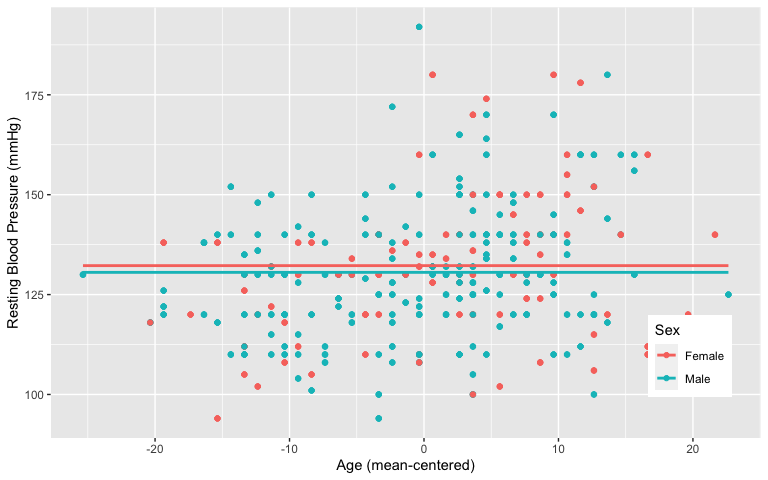 175
150
125
100
-20
-10
0
10
20
Age (mean-centered)
Resting Blood Pressure (mmHg)
Sex
Female
Male